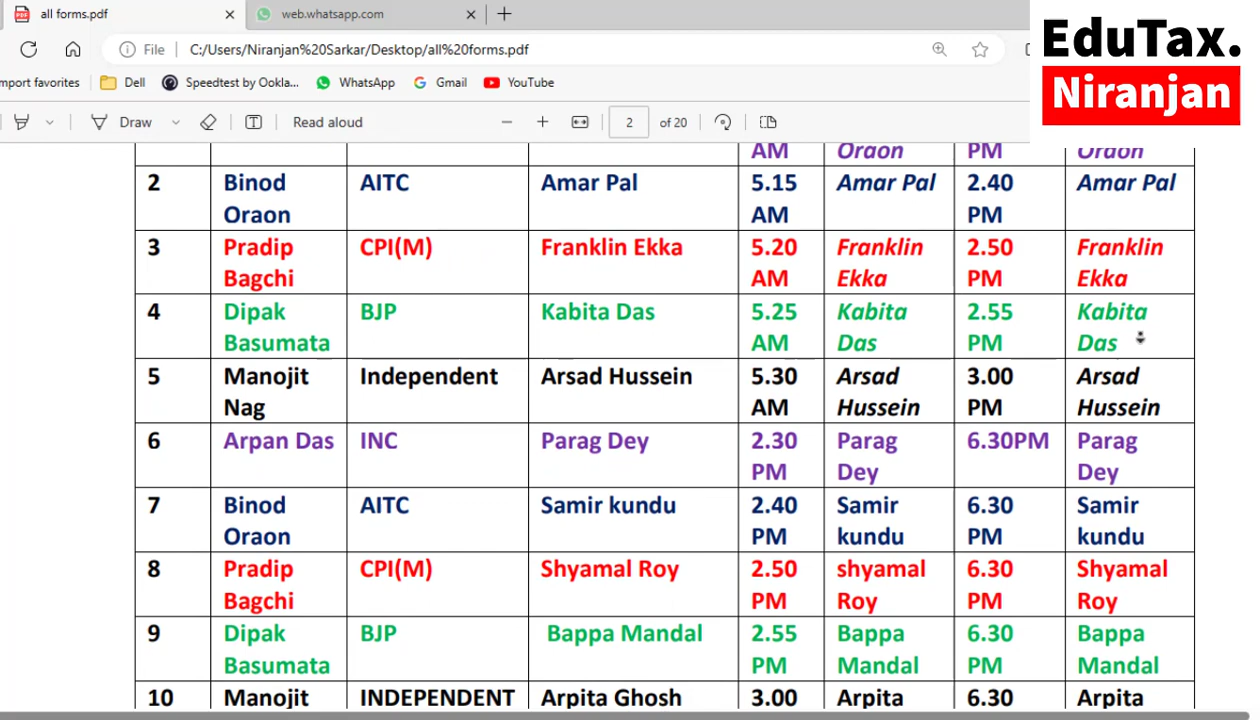 all forms.pdf
web.whatsapp.com
File C:/Users/Niranjan%20Sarkar/Desktop/all%20forms.pdf
EduTax.
Niranjan
mport favorites Dell Speedtest by Ookla... WhatsApp Gmail YouTube
Draw Read aloud 2 of 20
AM Oraon PM Oraon
2 Binod AITC Amar Pal 5.15 Amar Pal 2.40 Amar Pal
Oraon AM PM
3 Pradip CPI(M) Franklin Ekka 5.20 Franklin 2.50 Franklin
Bagchi AM Ekka PM Ekka
4 Dipak BJP Kabita Das 5.25 Kabita 2.55 Kabita
Basumata AM Das PM Das
5 Manojit Independent Arsad Hussein 5.30 Arsad 3.00 Arsad
Nag AM Hussein PM Hussein
6 Arpan Das INC Parag Dey 2.30 Parag 6.30PM Parag
PM Dey Dey
7 Binod AITC Samir kundu 2.40 Samir 6.30 Samir
Oraon PM kundu PM kundu
8 Pradip CPI(M) Shyamal Roy 2.50 shyamal 6.30 Shyamal
Bagchi PM Roy PM Roy
9 Dipak BJP Bappa Mandal 2.55 Bappa 6.30 Bappa
Basumata PM Mandal PM Mandal
10 Manojit INDEPENDENT Arpita Ghosh 3.00 Arpita 6.30 Arpita